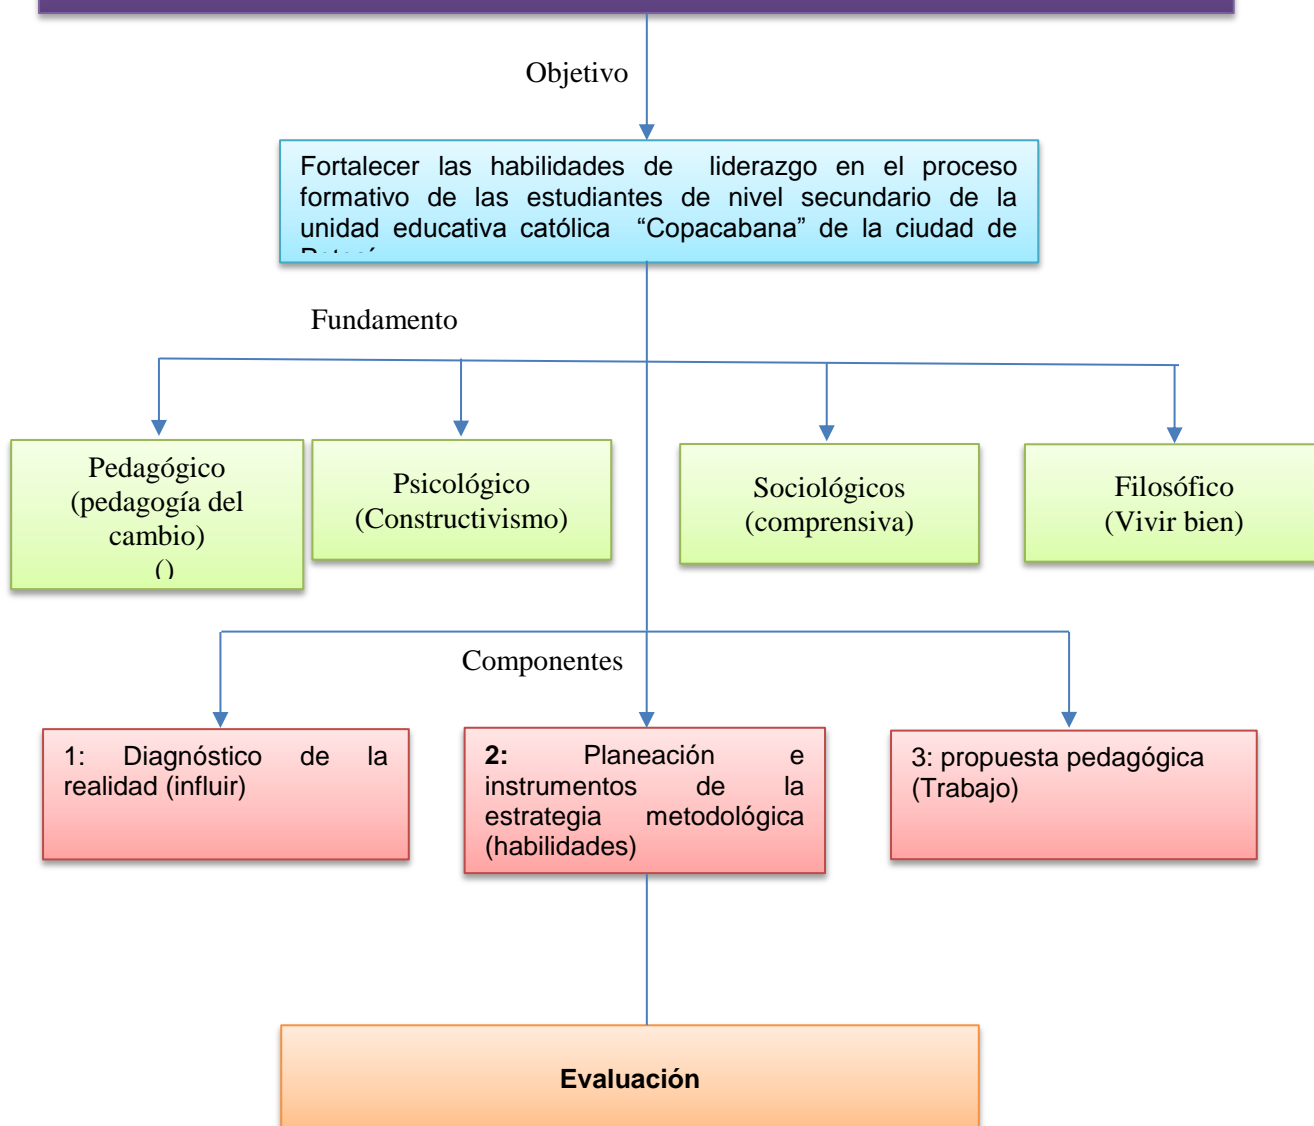 Objetivo
Fortalecer las habilidades de liderazgo en el proceso
formativo de las estudiantes de nivel secundario de la
unidad educativa católica “Copacabana” de la ciudad de
Fundamento
Pedagógico
(pedagogía del
cambio)
()
Psicológico
(Constructivismo)
Sociológicos
(comprensiva)
Filosófico
(Vivir bien)
Componentes
1: Diagnóstico de la
realidad (influir)
2: Planeación e
instrumentos de la
estrategia metodológica
(habilidades)
3: propuesta pedagógica
(Trabajo)
Evaluación